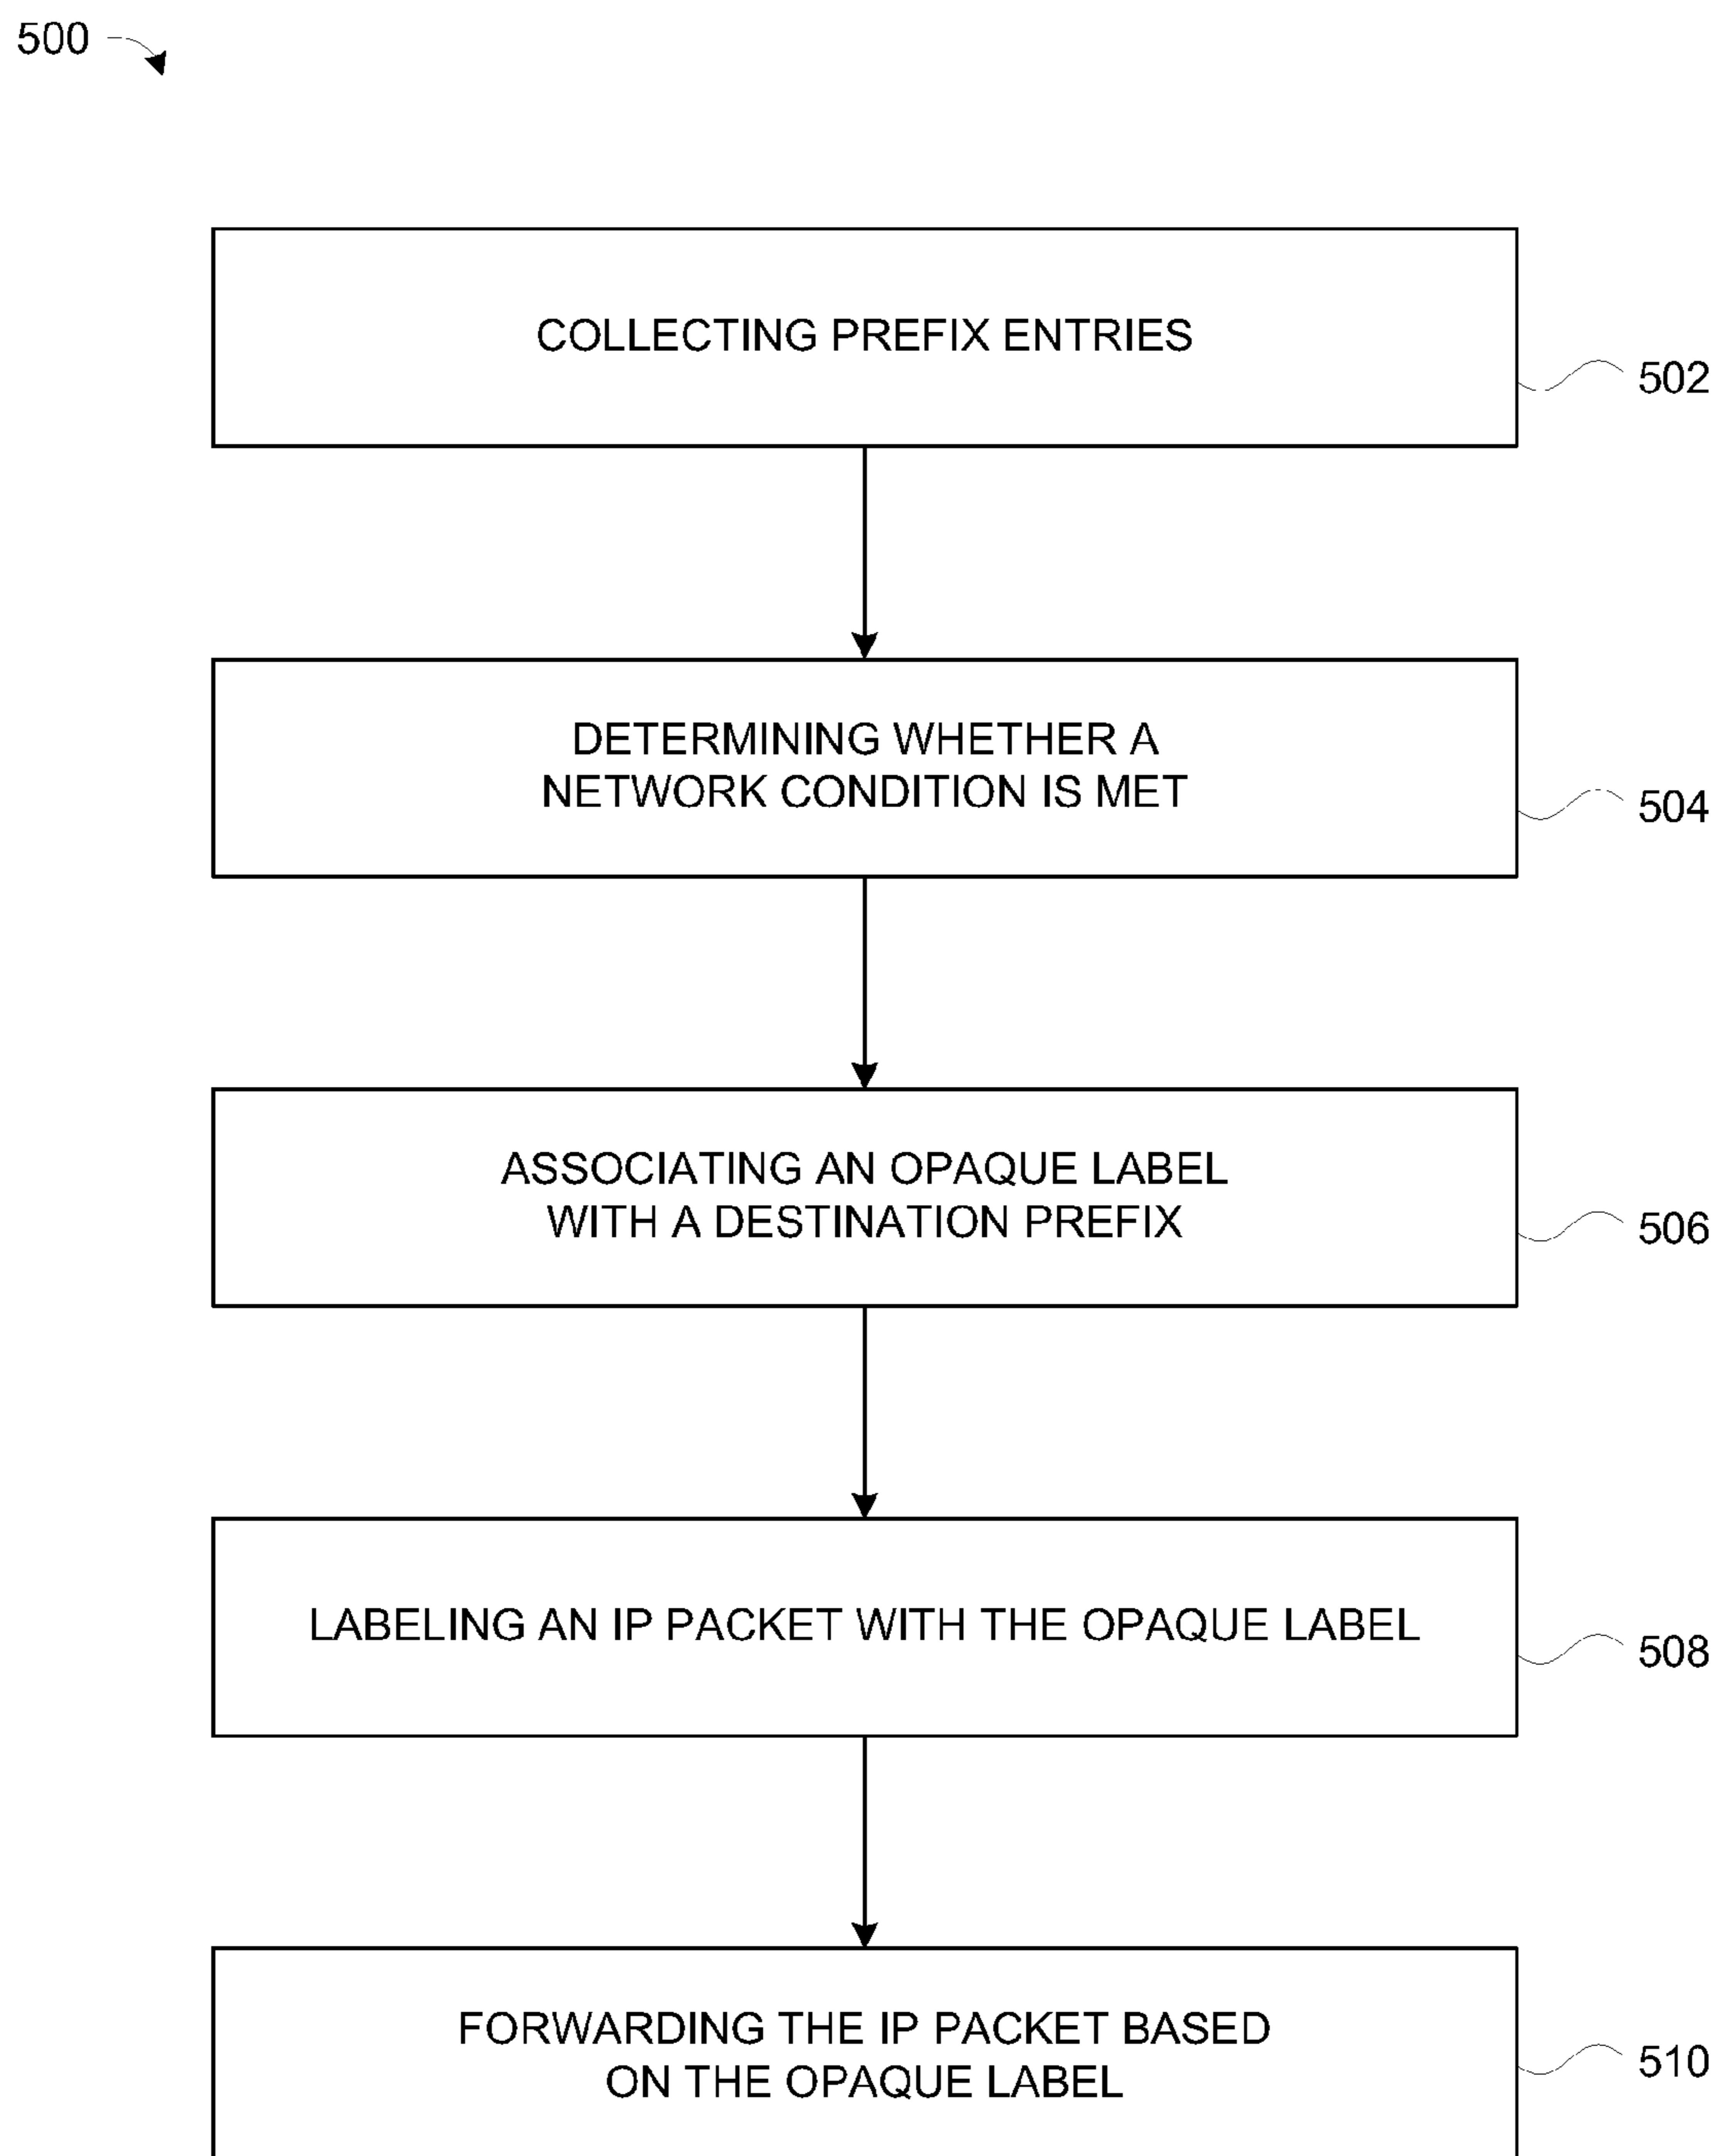 500
COLLECTING PREFIX ENTRIES
502
DETERMINING WHETHER A
NETWORK CONDITION IS MET
504
ASSOCIATING AN OPAQUE LABEL
WITH A DESTINATION PREFIX
506
LABELING AN IP PACKET WITH THE OPAQUE LABEL
508
FORWARDING THE IP PACKET BASED
ON THE OPAQUE LABEL
510